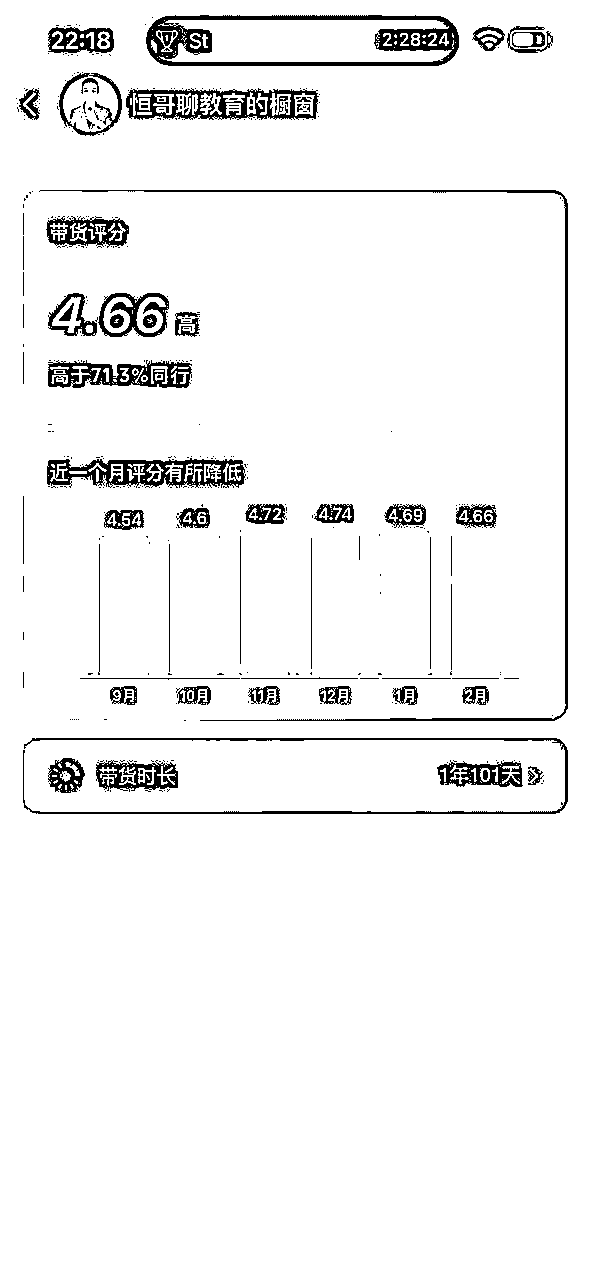 22:18
St
2:28:24
恒哥聊教育的橱窗
带货评分
4.66 高
高于71.3%同行
近一个月评分有所降低
4.54 4.6 4.72 4.74 4.69 4.66
9月 10月 11月 12月 1月 2月
带货时长 1年101天